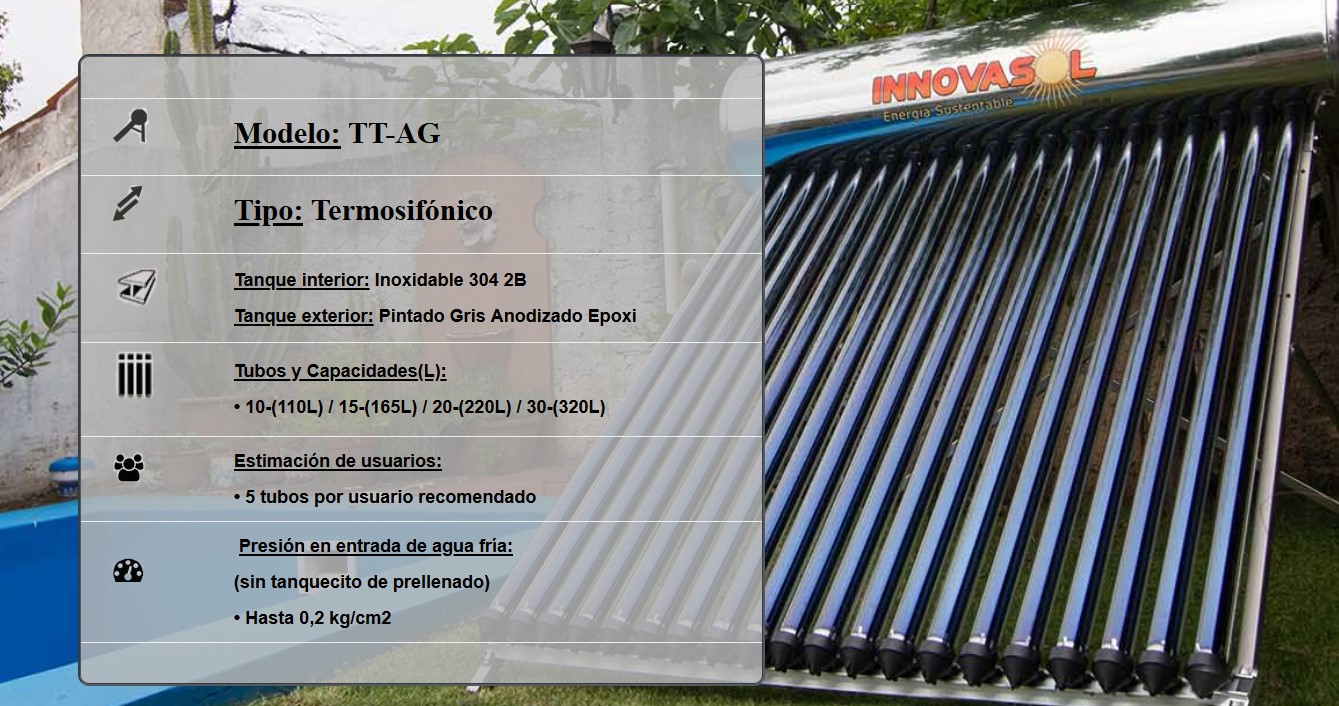 INNOVASOL
Energía Sustentable
Modelo: TT-AG
Tipo: Termosifónico
Tanque interior: Inoxidable 304 2B
Tanque exterior: Pintado Gris Anodizado Epoxi
Tubos y Capacidades(L):
• 10-(110L) / 15-(165L) / 20-(220L) / 30-(320L)
Estimación de usuarios:
• 5 tubos por usuario recomendado
Presión en entrada de agua fría:
(sin tanquecito de prellenado)
• Hasta 0,2 kg/cm2